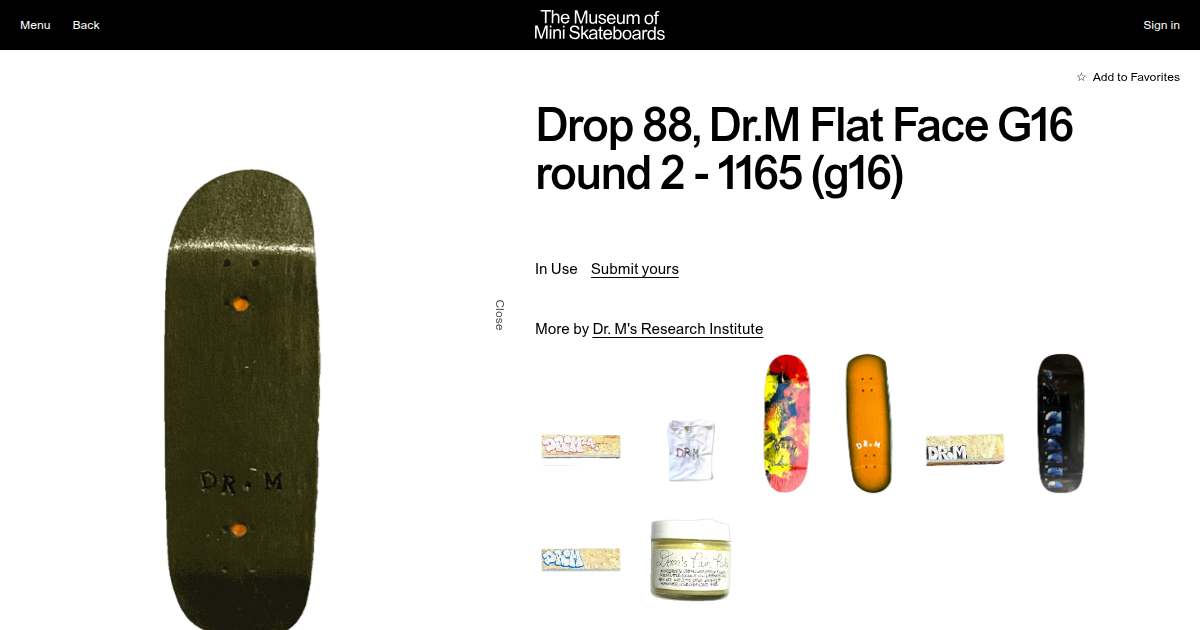 Menu
Back
The Museum of
Mini Skateboards
Sign in
☆ Add to Favorites
Drop 88, Dr.M Flat Face G16
round 2 - 1165 (g16)
In Use
Submit yours
Close
More by Dr. M's Research Institute
DR.M
DR.M
DR.M
DR.M